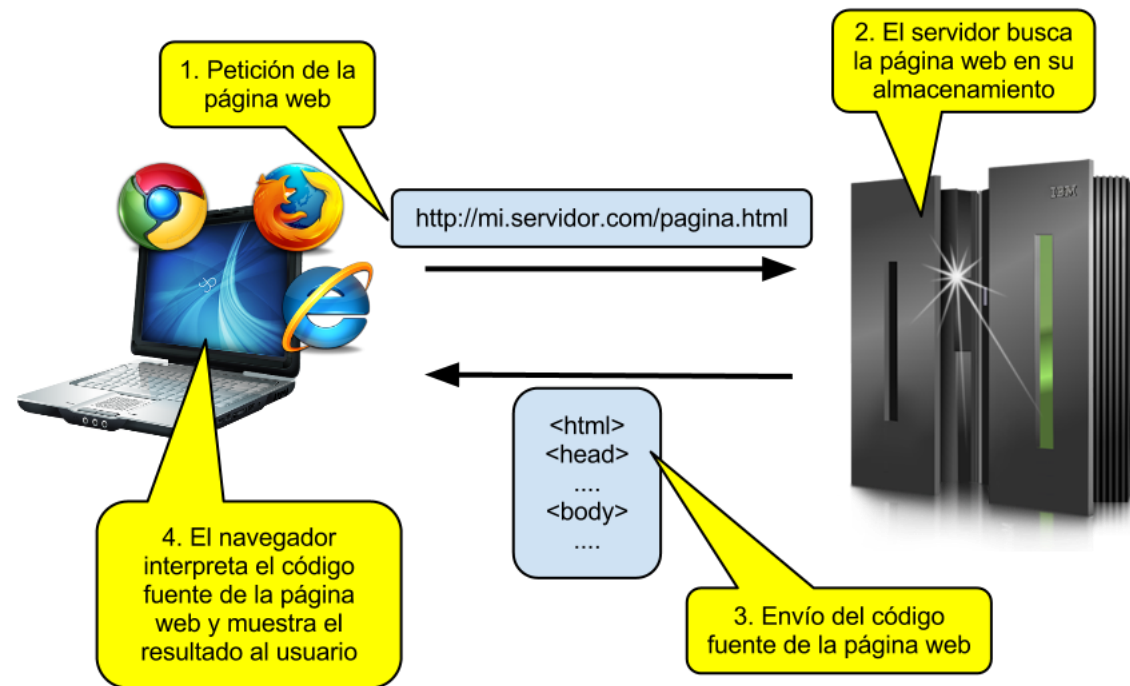 1. Petición de la
página web
2. El servidor busca
la página web en su
almacenamiento
http://mi.servidor.com/pagina.html
IBM
<html>
<head>
....
<body>
....
3. Envío del código
fuente de la página web
4. El navegador
interpreta el código
fuente de la página
web y muestra el
resultado al usuario